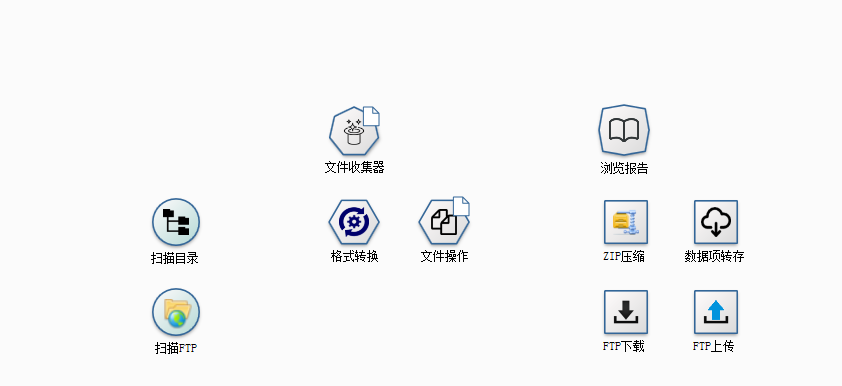 文件收集器
浏览报告
扫描目录
格式转换
文件操作
ZIP压缩
数据项转存
扫描FTP
FTP下载
FTP上传